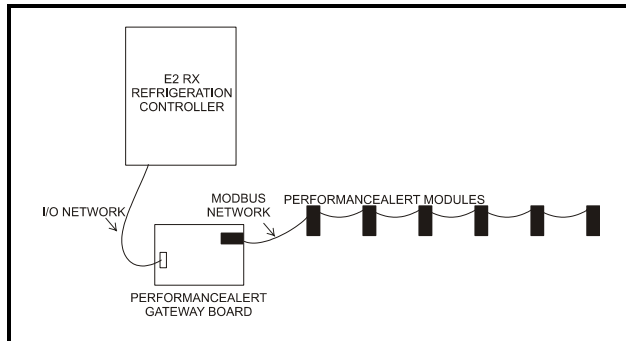 E2 RX
REFRIGERATION
CONTROLLER
I/O NETWORK
MODBUS
NETWORK
PERFORMANCEALERT MODULES
PERFORMANCEALERT
GATEWAY BOARD